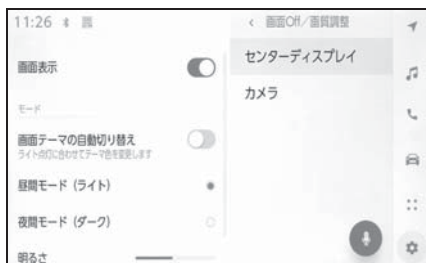 11:26
画面表示
モード
画面テーマの自動切り替え
ライト点灯に合わせてテーマ色を変更します
昼間モード (ライト)
夜間モード (ダーク)
明るさ
< 画面Off/画質調整
センターディスプレイ
カメラ